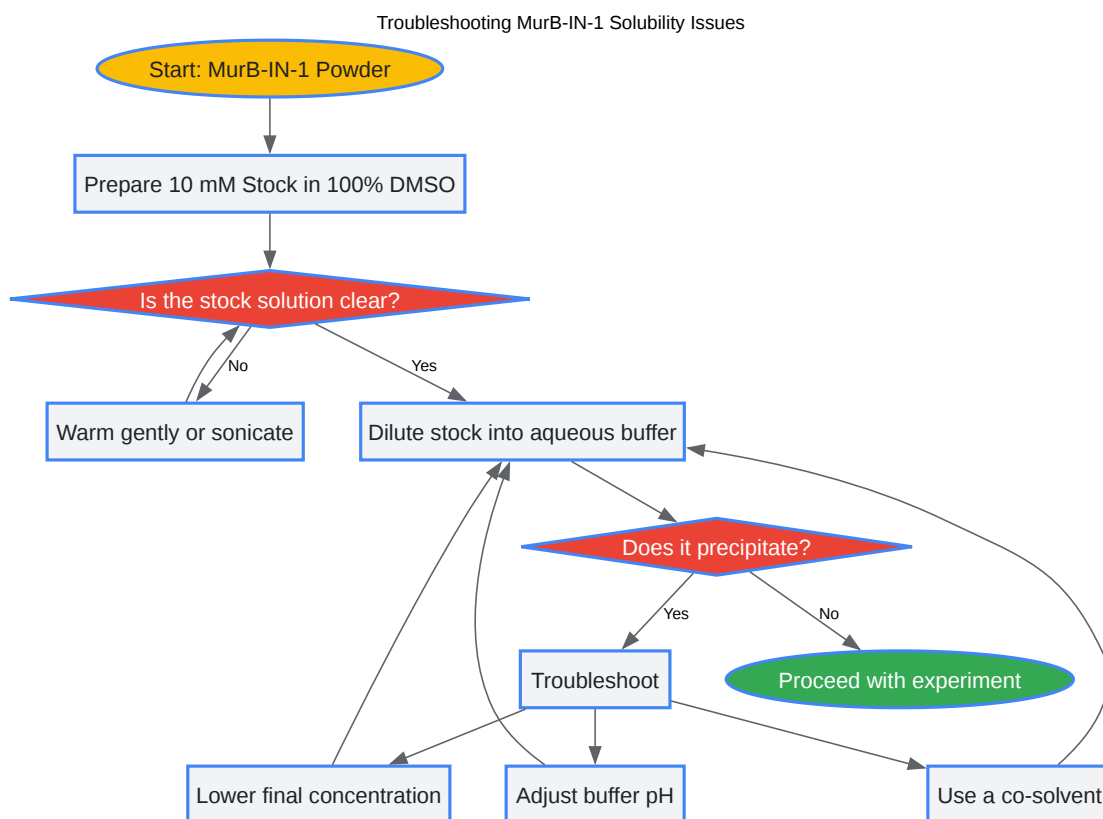 Troubleshooting MurB-IN-1 Solubility Issues
Start: MurB-IN-1 Powder
Prepare 10 mM Stock in 100% DMSO
Is the stock solution clear?
No
Yes
Warm gently or sonicate
Dilute stock into aqueous buffer
Does it precipitate?
Yes
No
Troubleshoot
Proceed with experiment
Lower final concentration
Adjust buffer pH
Use a co-solvent